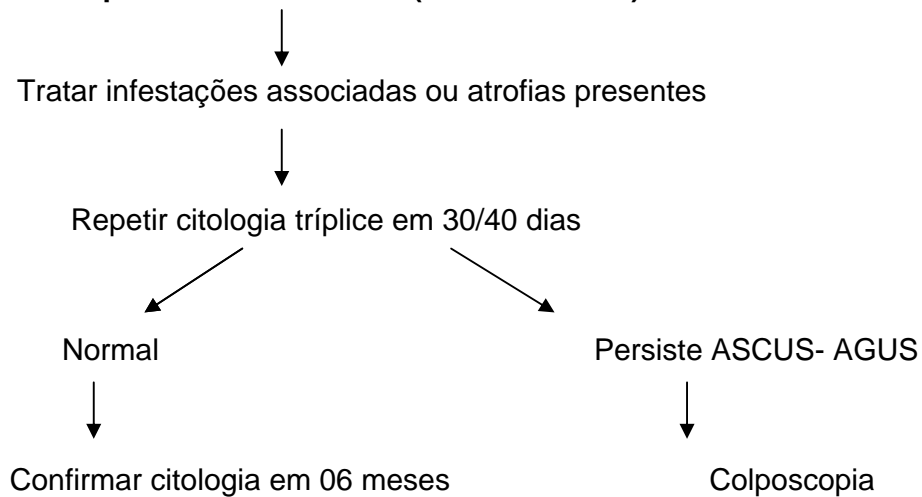 Tratar infestações associadas ou atrofias presentes
Repetir citologia tríplice em 30/40 dias
Normal
Persiste ASCUS- AGUS
Confirmar citologia em 06 meses
Colposcopia